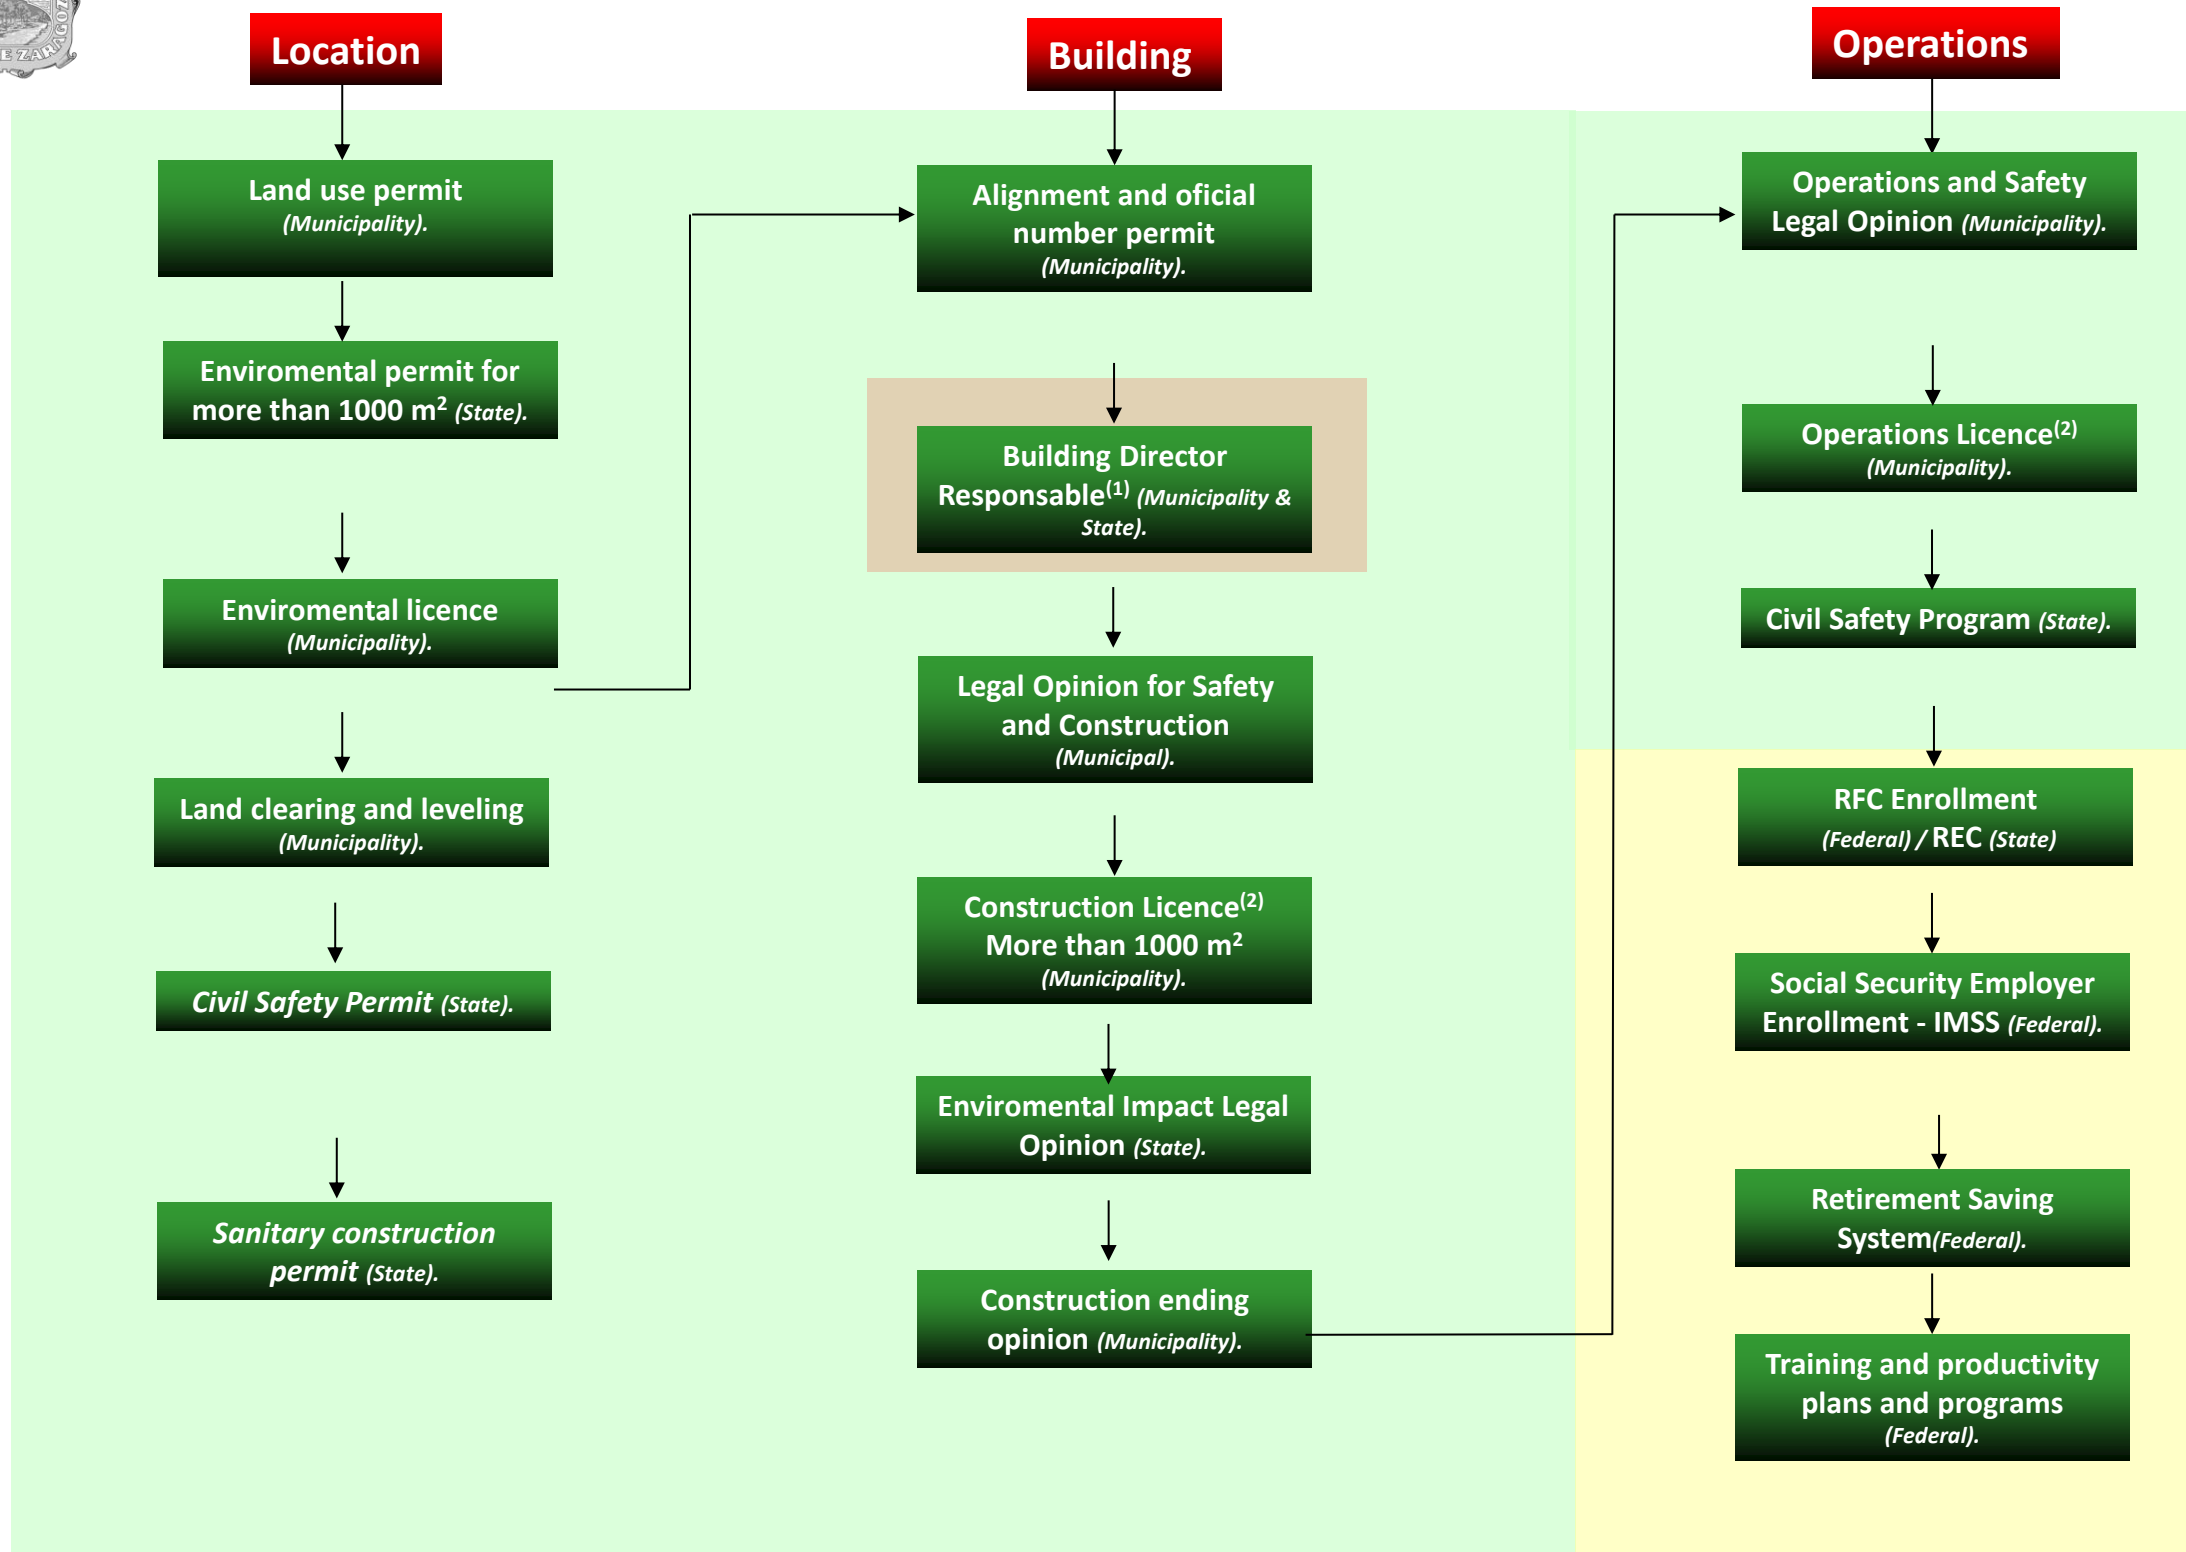 E ZARAGOZ
Location
Land use permit
(Municipality).
Enviromental permit for
more than 1000 m² (State).
Enviromental licence
(Municipality).
Land clearing and leveling
(Municipality).
Civil Safety Permit (State).
Sanitary construction
permit (State).
Building
Alignment and oficial
number permit
(Municipality).
Building Director
Responsable⁽¹⁾ (Municipality &
State).
Legal Opinion for Safety
and Construction
(Municipal).
Construction Licence⁽²⁾
More than 1000 m²
(Municipality).
Enviromental Impact Legal
Opinion (State).
Construction ending
opinion (Municipality).
Operations
Operations and Safety
Legal Opinion (Municipality).
Operations Licence⁽²⁾
(Municipality).
Civil Safety Program (State).
RFC Enrollment
(Federal) / REC (State)
Social Security Employer
Enrollment - IMSS (Federal).
Retirement Saving
System(Federal).
Training and productivity
plans and programs
(Federal).